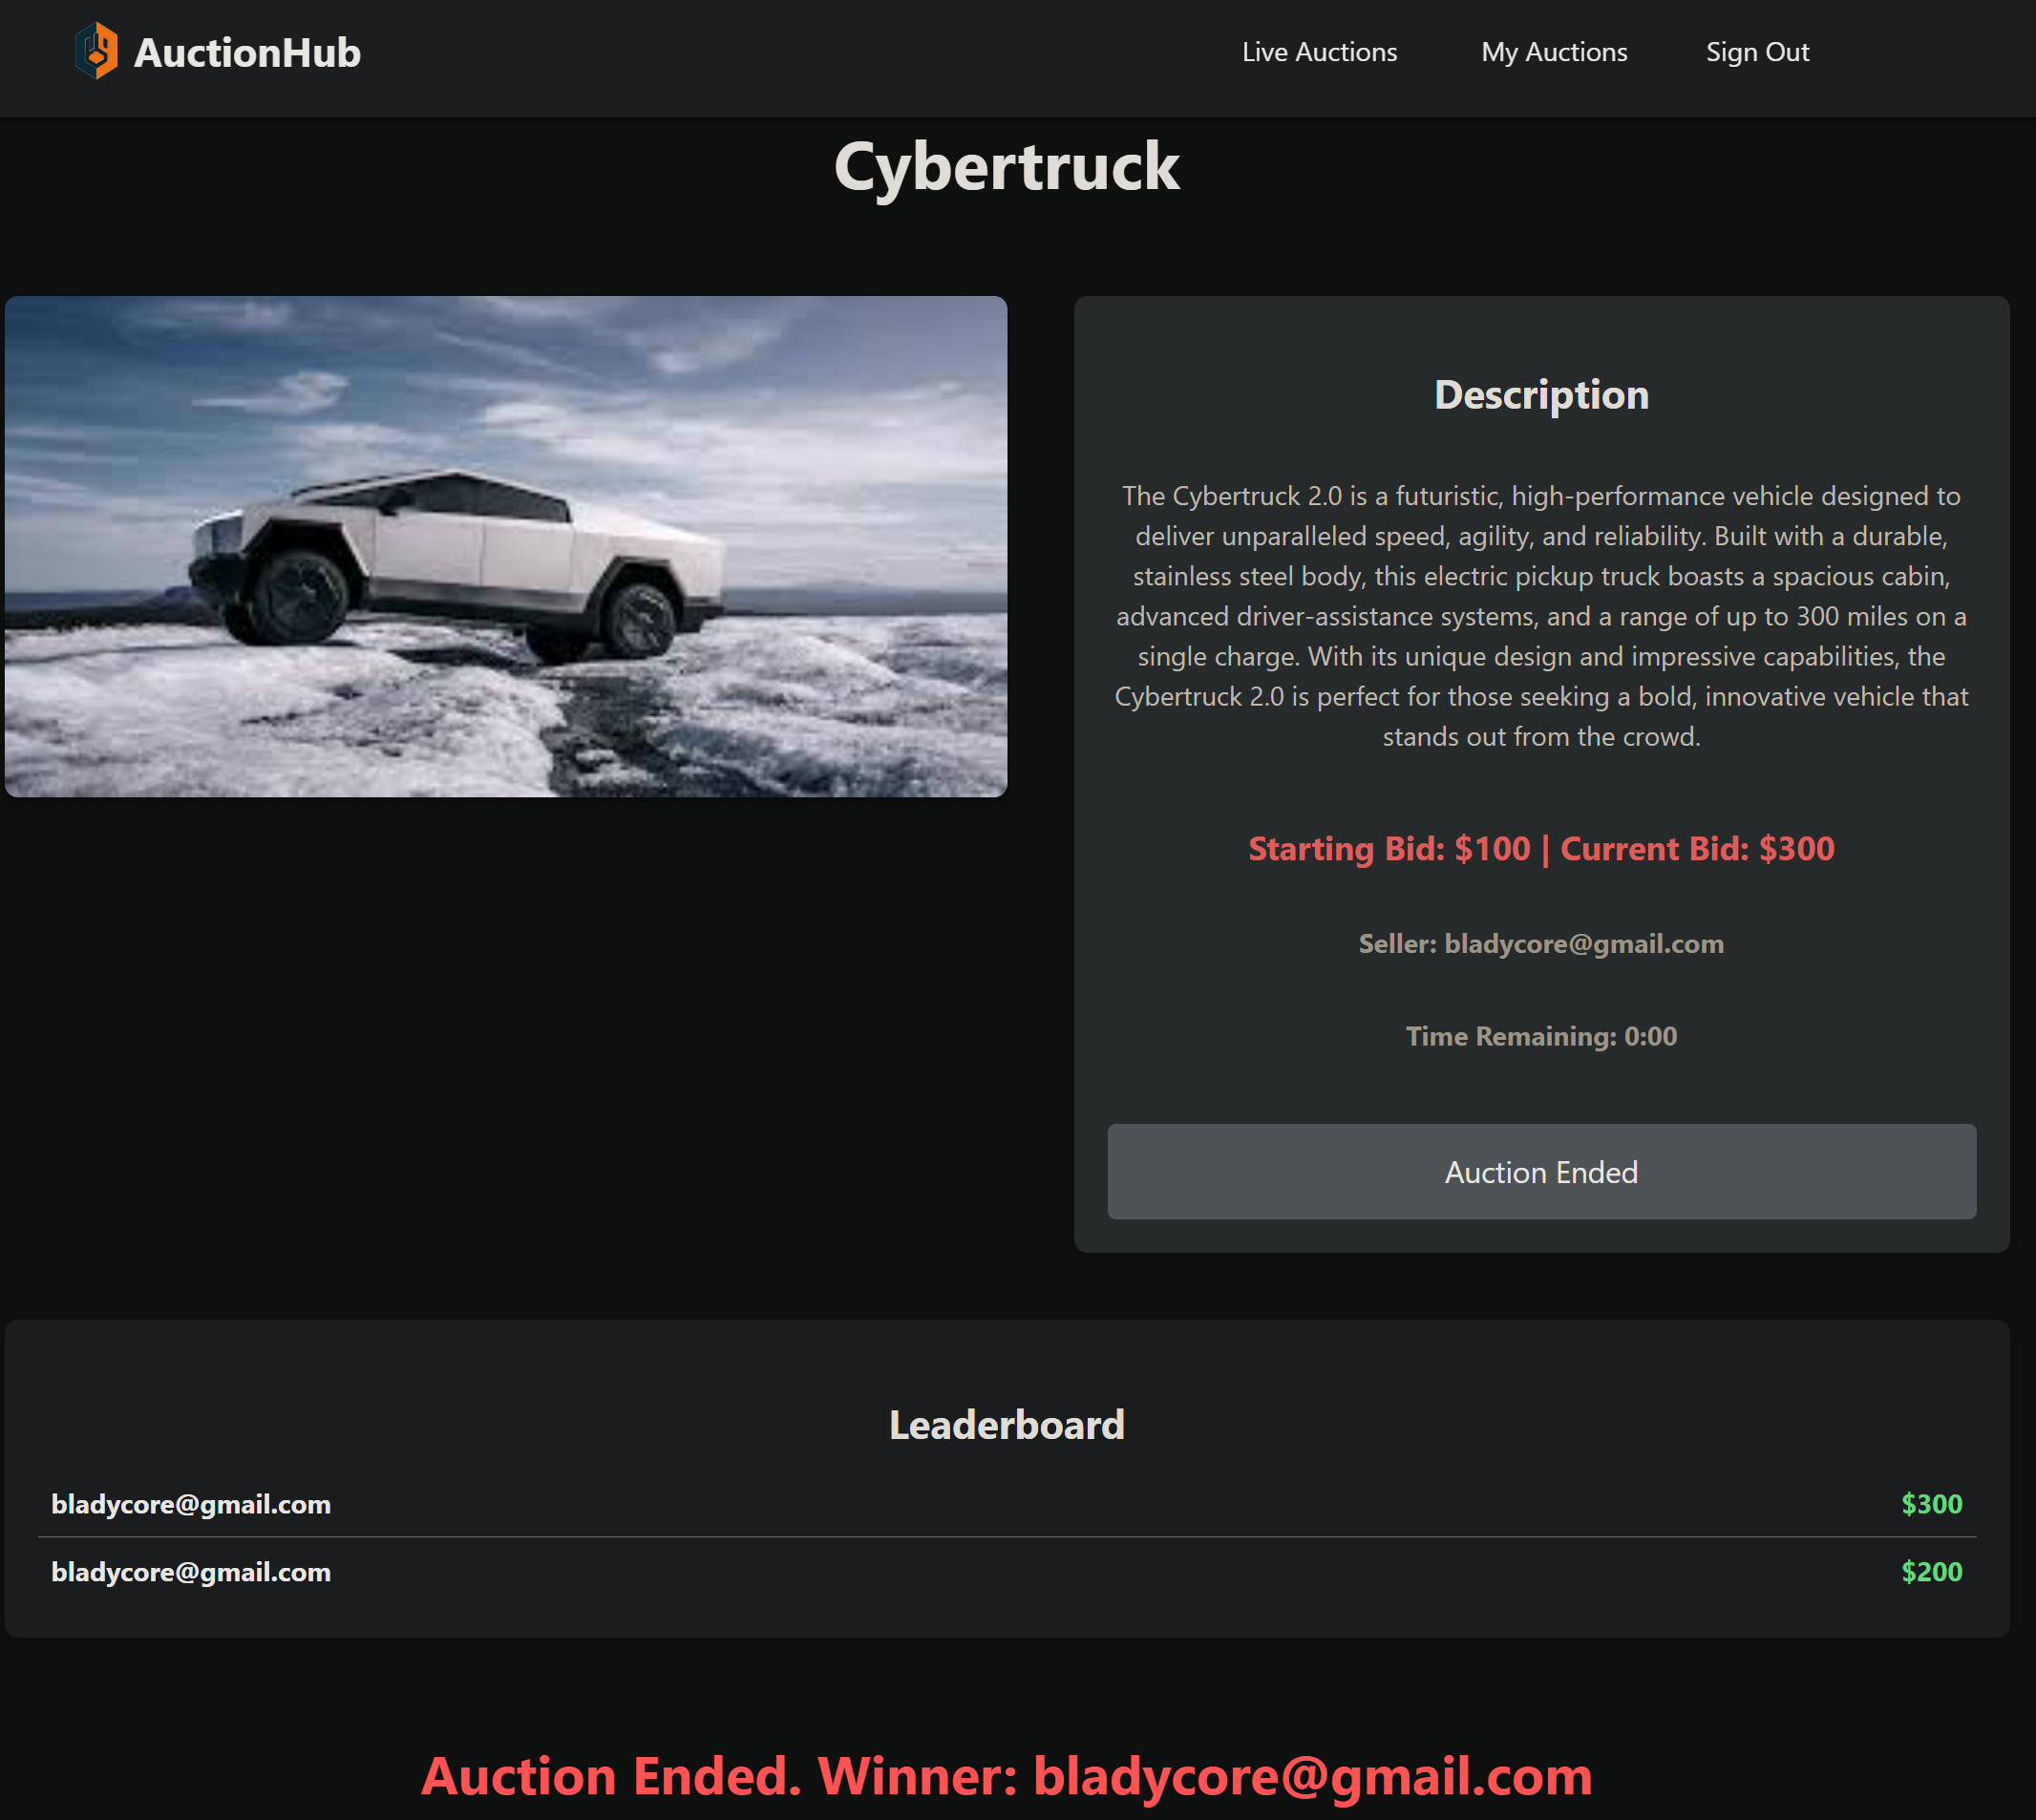 AuctionHub
Live Auctions
My Auctions
Sign Out
Cybertruck
Description
The Cybertruck 2.0 is a futuristic, high-performance vehicle designed to
deliver unparalleled speed, agility, and reliability. Built with a durable,
stainless steel body, this electric pickup truck boasts a spacious cabin,
advanced driver-assistance systems, and a range of up to 300 miles on a
single charge. With its unique design and impressive capabilities, the
Cybertruck 2.0 is perfect for those seeking a bold, innovative vehicle that
stands out from the crowd.
Starting Bid: $100 | Current Bid: $300
Seller: bladycore@gmail.com
Time Remaining: 0:00
Auction Ended
Leaderboard
bladycore@gmail.com $300
bladycore@gmail.com $200
Auction Ended. Winner: bladycore@gmail.com